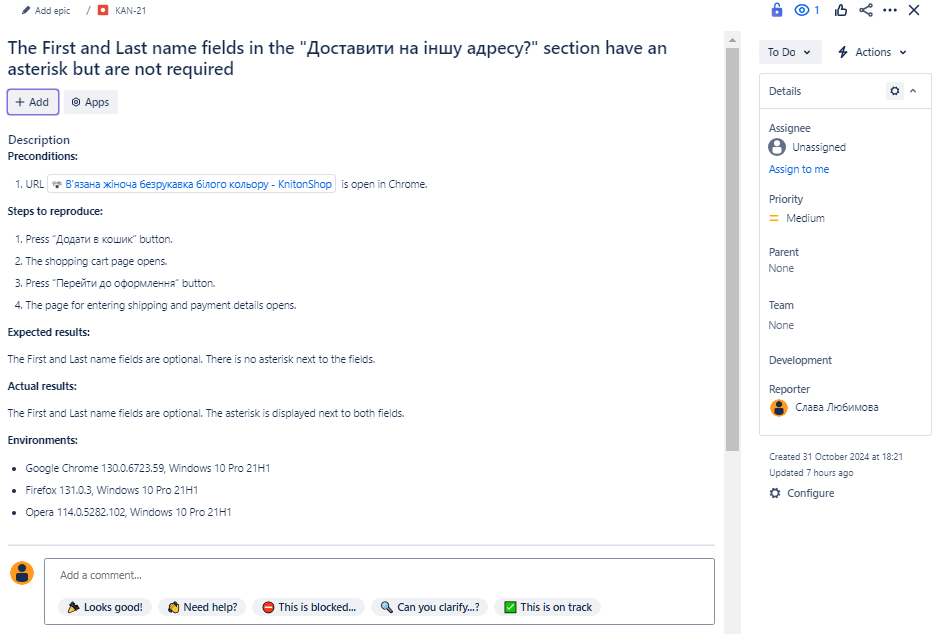 Add epic / KAN-21
1
The First and Last name fields in the "Доставити на іншу адресу?" section have an
asterisk but are not required
+ Add
Apps
Description
Preconditions:
1. URL В'язана жіноча безрукавка білого кольору - KnitonShop is open in Chrome.
Steps to reproduce:
1. Press "Додати в кошик" button.
2. The shopping cart page opens.
3. Press "Перейти до оформлення" button.
4. The page for entering shipping and payment details opens.
Expected results:
The First and Last name fields are optional. There is no asterisk next to the fields.
Actual results:
The First and Last name fields are optional. The asterisk is displayed next to both fields.
Environments:
• Google Chrome 130.0.6723.59, Windows 10 Pro 21H1
• Firefox 131.0.3, Windows 10 Pro 21H1
• Opera 114.0.5282.102, Windows 10 Pro 21H1
Add a comment...
Looks good!
Need help?
This is blocked...
Can you clarify...?
This is on track
To Do
Actions
Details
Assignee
Unassigned
Assign to me
Priority
Medium
Parent
None
Team
None
Development
Reporter
Слава Любимова
Created 31 October 2024 at 18:21
Updated 7 hours ago
Configure